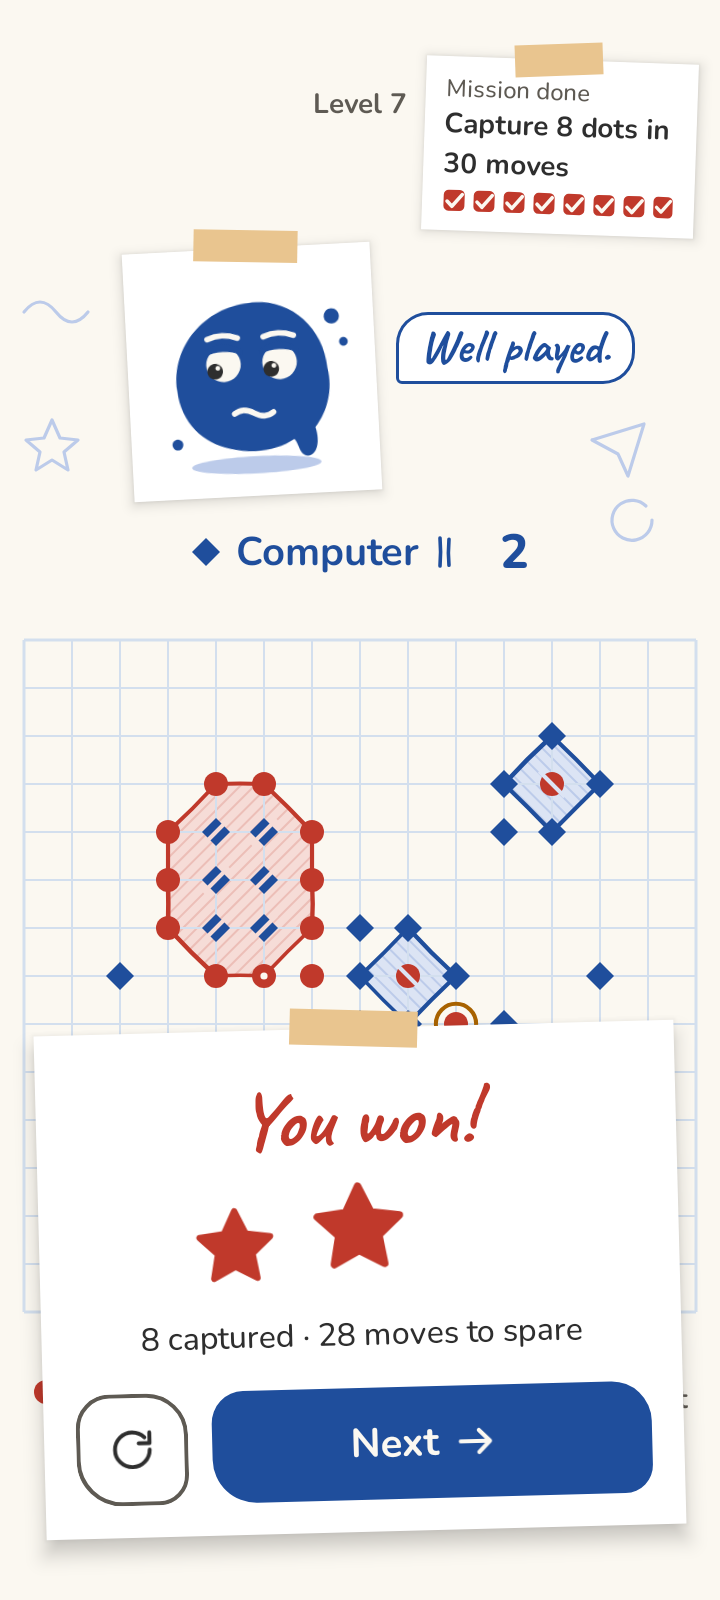 Level 7
Mission done
Capture 8 dots in
30 moves
Well played.
Computer 2
You won!
8 captured · 28 moves to spare
Next →